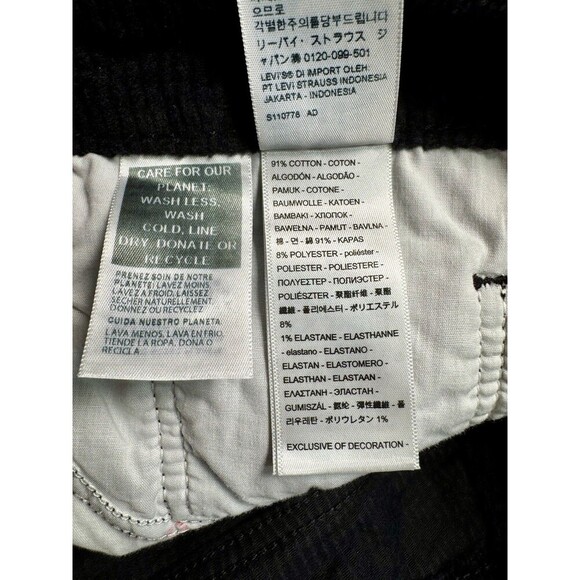 으므로
각별한주의를당부드립니다
リーバイ・ストラウス ジ
ャパン㈱ 0120-099-501
LEVI'S® DI IMPORT OLEH:
PT LEVI STRAUSS INDONESIA
JAKARTA - INDONESIA
S110778 AD
CARE FOR OUR
PLANET:
WASH LESS,
WASH
COLD, LINE
DRY, DONATE OR
RECYCLE
PRENEZ SOIN DE NOTRE
PLANÈTE: LAVEZ MOINS,
LAVEZ A FROID, LAISSEZ
SÉCHER NATURELLEMENT,
DONNEZ OU RECYCLEZ
CUIDA NUESTRO PLANETA:
LAVA MENOS, LAVA EN FRÍO,
TIENDE LA ROPA, DONA O
RECICLA
91% COTTON - COTON -
ALGODÓN - ALGODÃO -
PAMUK - COTONE -
BAUMWOLLE - KATOEN -
ΒΑΜΒΑΚΙ - ХЛОПОК -
BAWEŁNA - PAMUT - BAVLNA -
棉 - 면 - 綿 91% - KAPAS
8% POLYESTER - poliéster -
POLIESTER - POLIESTERE -
ΠΟΛΥΕΣΤΕΡ - ПОЛИЭСТЕР -
POLIÉSZTER - 聚酯纤维 - 聚酯
纖維 - 폴리에스터 - ポリエステル
8%
1% ELASTANE - ELASTHANNE
- elastano - ELASTANO -
ELASTAN - ELASTOMERO -
ELASTHAN - ELASTAAN -
ΕΛΑΣΤΑΝΗ - ЭЛАСТАН -
GUMISZÁL - 氨纶 - 彈性纖維 - 폴
리우레탄 - ポリウレタン 1%
EXCLUSIVE OF DECORATION -